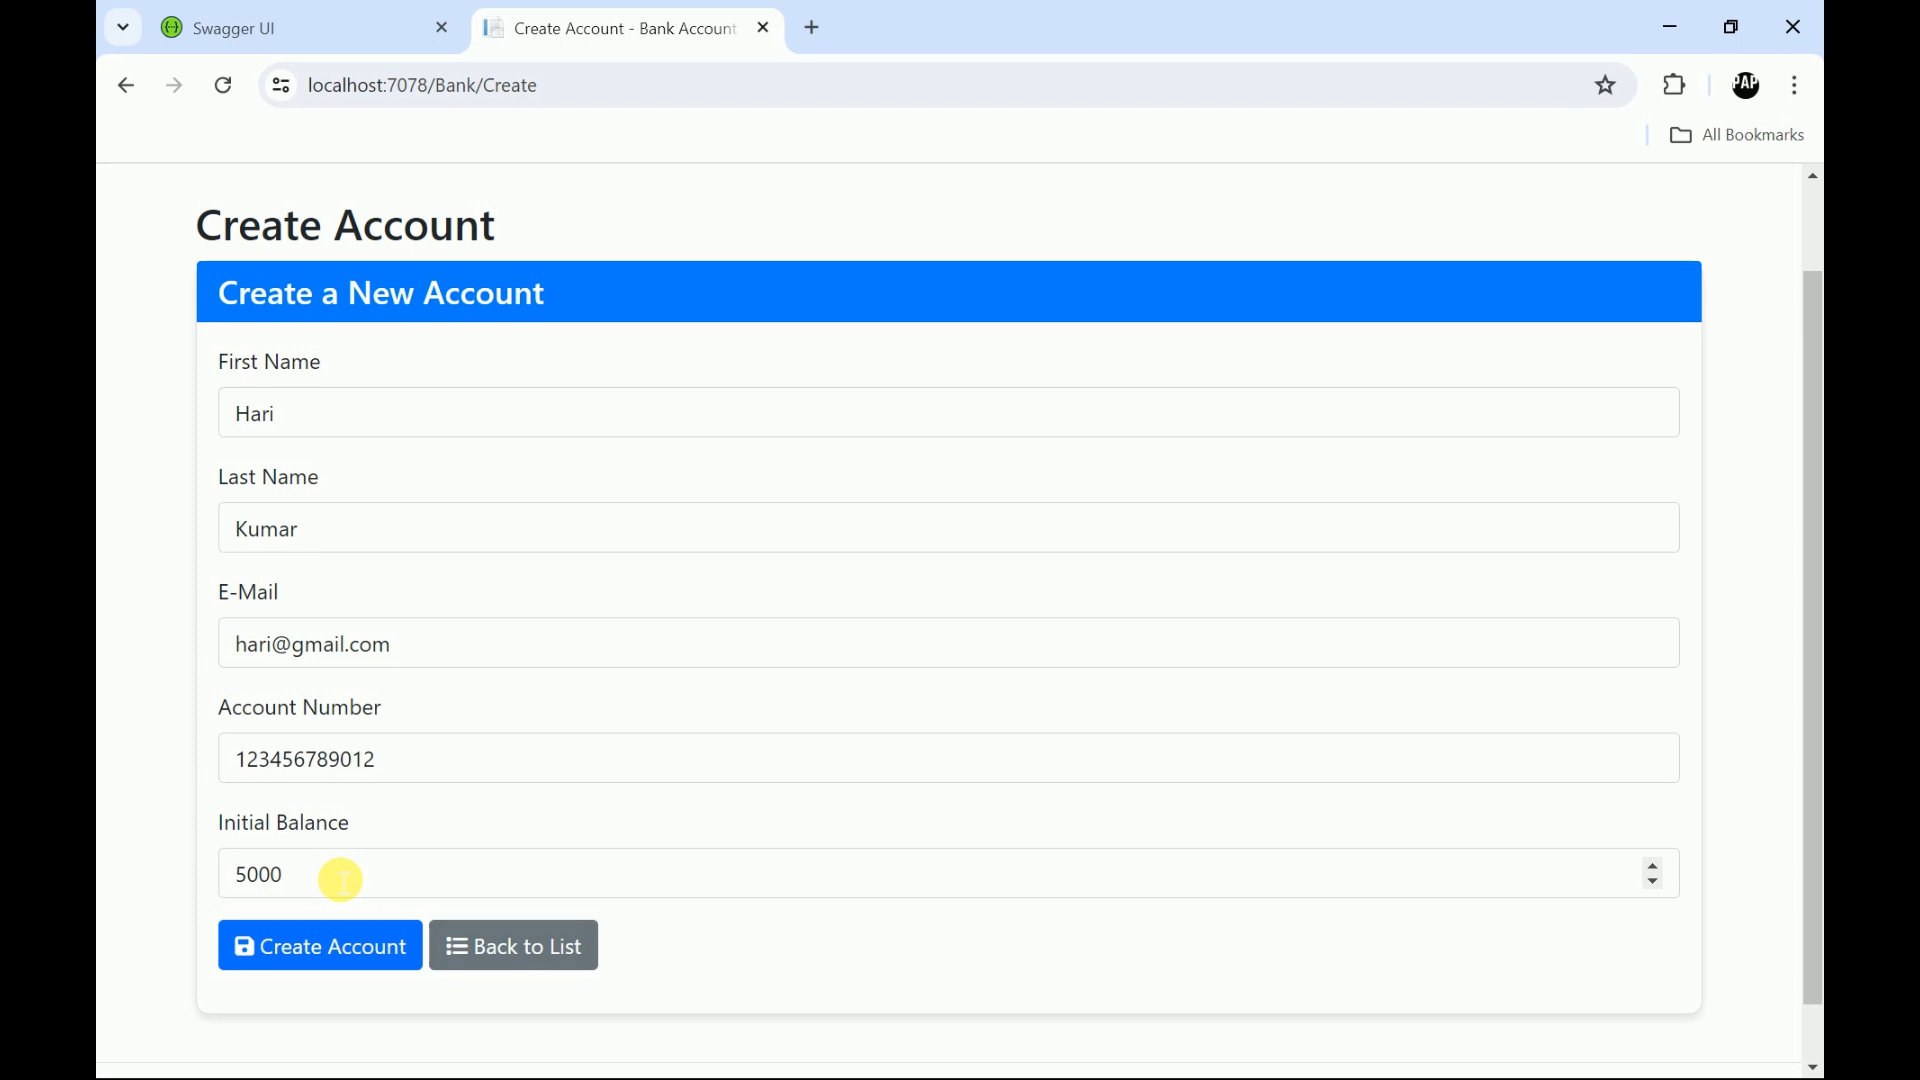 Swagger UI
Create Account - Bank Account
localhost:7078/Bank/Create
PAP
All Bookmarks
Create Account
Create a New Account
First Name
Hari
Last Name
Kumar
E-Mail
hari@gmail.com
Account Number
123456789012
Initial Balance
5000
Create Account
Back to List